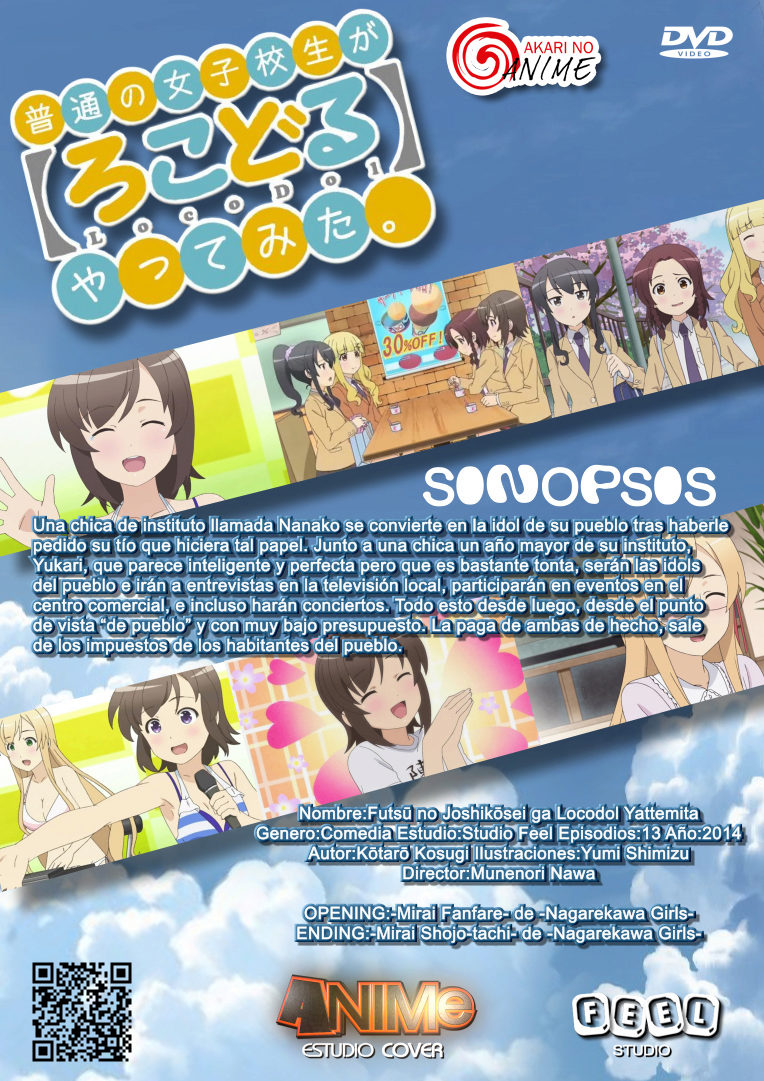 普通の女子校生が
【ろこどる】
LocoDol
やってみた。
AKARI NO
ANIME
DVD
VIDEO
30%OFF!
SONOPSOS
Una chica de instituto llamada Nanako se convierte en la idol de su pueblo tras haberle
pedido su tío que hiciera tal papel. Junto a una chica un año mayor de su instituto,
Yukari, que parece inteligente y perfecta pero que es bastante tonta, serán las idols
del pueblo e irán a entrevistas en la televisión local, participarán en eventos en el
centro comercial, e incluso harán conciertos. Todo esto desde luego, desde el punto
de vista “de pueblo” y con muy bajo presupuesto. La paga de ambas de hecho, sale
de los impuestos de los habitantes del pueblo.
Nombre:Futsū no Joshikōsei ga Locodol Yattemita
Genero:Comedia Estudio:Studio Feel Episodios:13 Año:2014
Autor:Kōtarō Kosugi Ilustraciones:Yumi Shimizu
Director:Munenori Nawa
OPENING:-Mirai Fanfare- de -Nagarekawa Girls-
ENDING:-Mirai Shojo-tachi- de -Nagarekawa Girls-
ANIMe
ESTUDIO COVER
FEEL
STUDIO